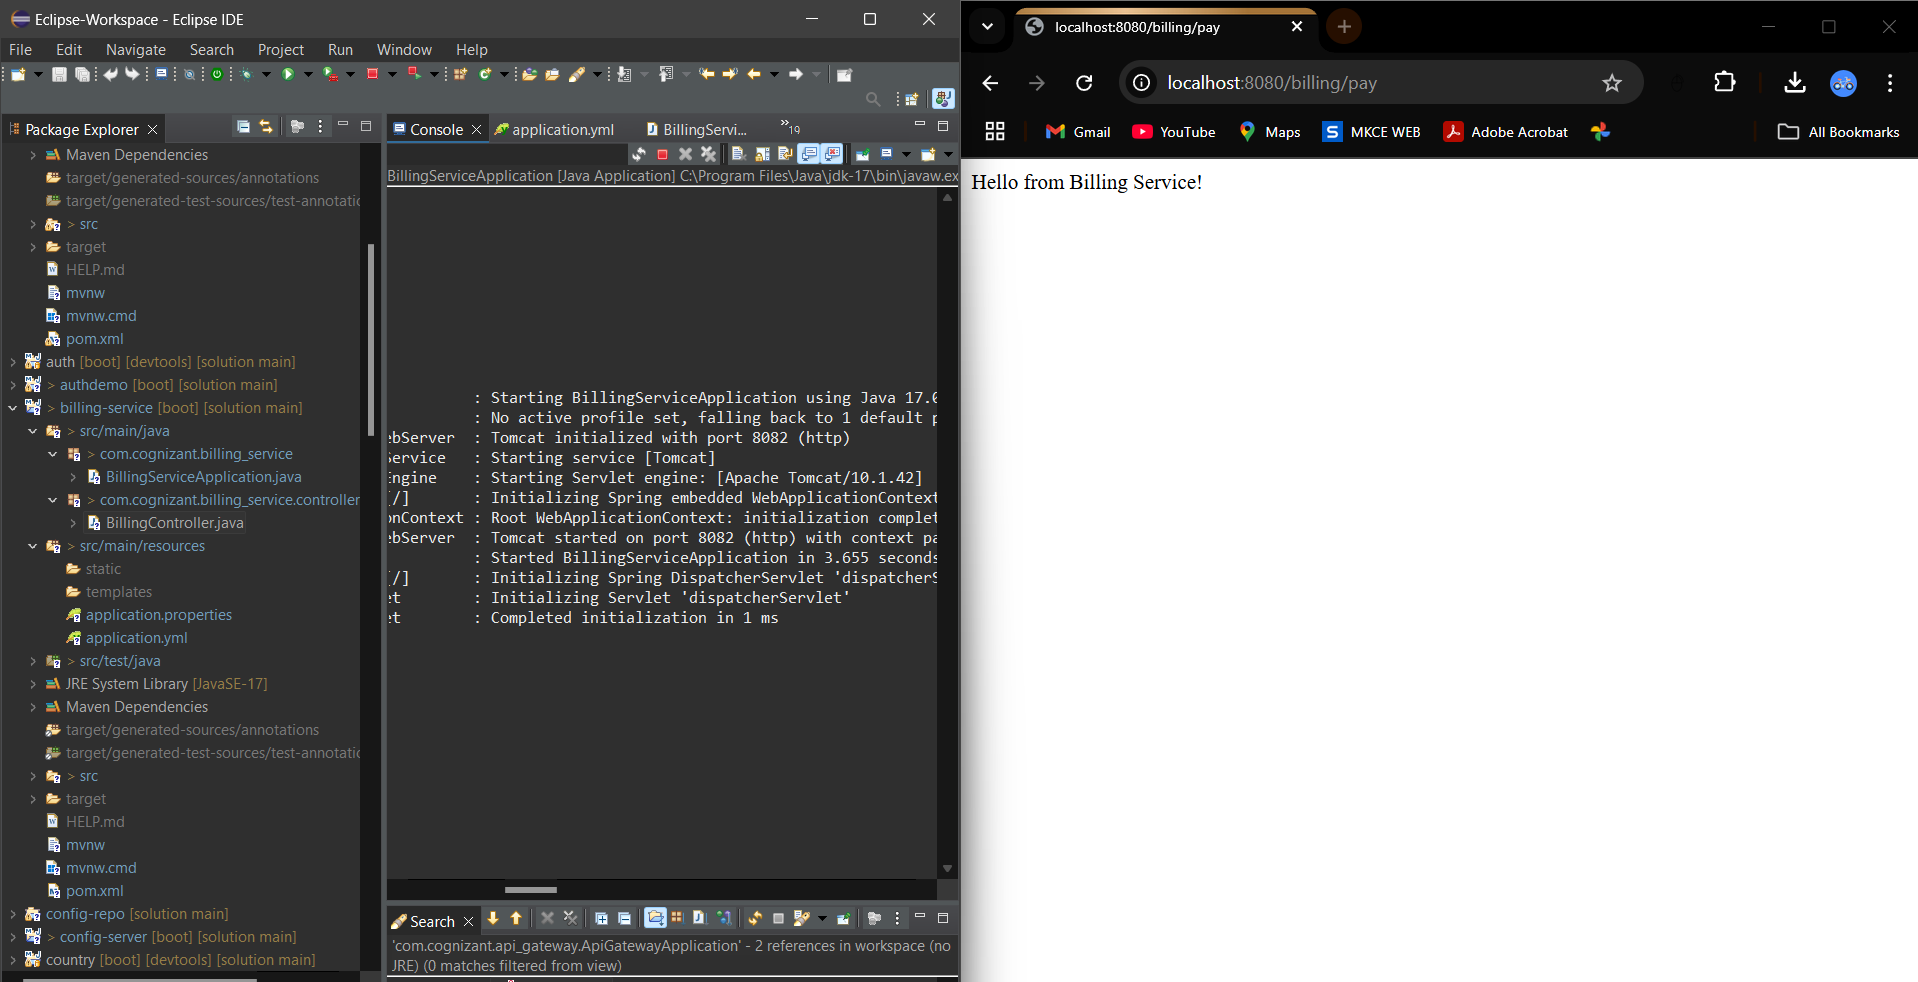 Eclipse-Workspace - Eclipse IDE
File Edit Navigate Search Project Run Window Help
Package Explorer
Maven Dependencies
target/generated-sources/annotations
target/generated-test-sources/test-annotatic
> src
target
HELP.md
mvnw
mvnw.cmd
pom.xml
auth [boot] [devtools] [solution main]
> authdemo [boot] [solution main]
> billing-service [boot] [solution main]
> src/main/java
> com.cognizant.billing_service
BillingServiceApplication.java
> com.cognizant.billing_service.controller
BillingController.java
> src/main/resources
static
templates
application.properties
application.yml
> src/test/java
JRE System Library [JavaSE-17]
Maven Dependencies
target/generated-sources/annotations
target/generated-test-sources/test-annotatic
> src
target
HELP.md
mvnw
mvnw.cmd
pom.xml
config-repo [solution main]
> config-server [boot] [solution main]
country [boot] [devtools] [solution main]
Console application.yml BillingServi... »19
BillingServiceApplication [Java Application] C:\Program Files\Java\jdk-17\bin\javaw.ex
: Starting BillingServiceApplication using Java 17.0
: No active profile set, falling back to 1 default p
ebServer : Tomcat initialized with port 8082 (http)
Service : Starting service [Tomcat]
Engine : Starting Servlet engine: [Apache Tomcat/10.1.42]
[/] : Initializing Spring embedded WebApplicationContext
onContext : Root WebApplicationContext: initialization complet
ebServer : Tomcat started on port 8082 (http) with context pa
: Started BillingServiceApplication in 3.655 seconds
[/] : Initializing Spring DispatcherServlet 'dispatcherS
et : Initializing Servlet 'dispatcherServlet'
et : Completed initialization in 1 ms
Search
'com.cognizant.api_gateway.ApiGatewayApplication' - 2 references in workspace (no
JRE) (0 matches filtered from view)
localhost:8080/billing/pay
localhost:8080/billing/pay
Gmail YouTube Maps S MKCE WEB Adobe Acrobat All Bookmarks
Hello from Billing Service!